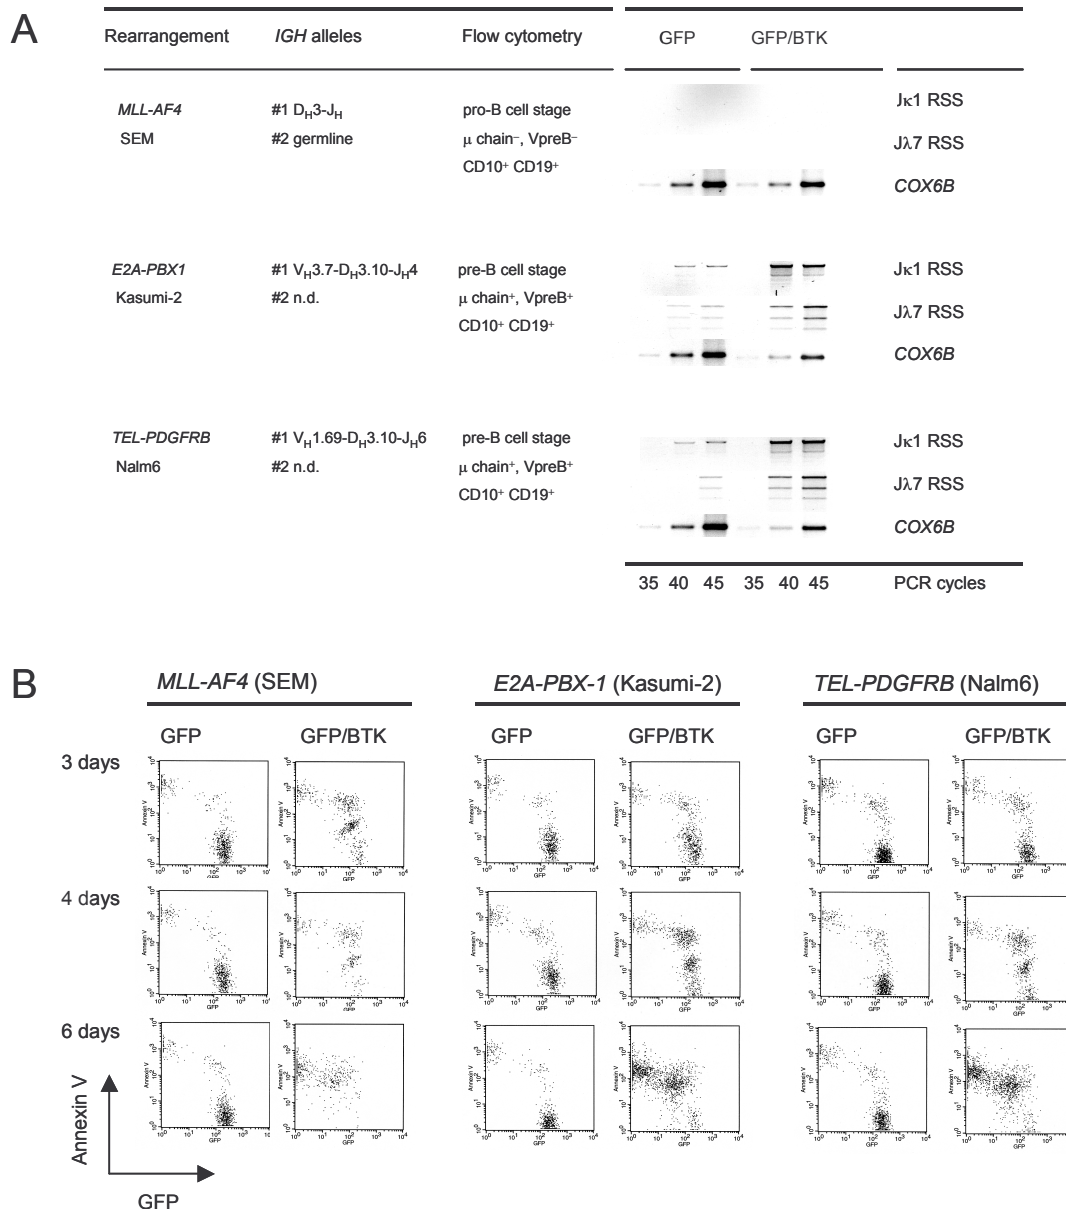 A
Rearrangement IGH alleles Flow cytometry GFP GFP/BTK
MLL-AF4 #1 DH3-JH pro-B cell stage Jκ1 RSS
SEM #2 germline μ chain–, VpreB– Jλ7 RSS
CD10+ CD19+ COX6B
E2A-PBX1 #1 VH3.7-DH3.10-JH4 pre-B cell stage Jκ1 RSS
Kasumi-2 #2 n.d. μ chain+, VpreB+ Jλ7 RSS
CD10+ CD19+ COX6B
TEL-PDGFRB #1 VH1.69-DH3.10-JH6 pre-B cell stage Jκ1 RSS
Nalm6 #2 n.d. μ chain+, VpreB+ Jλ7 RSS
CD10+ CD19+ COX6B
35 40 45 35 40 45 PCR cycles
B
MLL-AF4 (SEM) E2A-PBX-1 (Kasumi-2) TEL-PDGFRB (Nalm6)
GFP GFP/BTK GFP GFP/BTK GFP GFP/BTK
3 days
4 days
6 days
Annexin V
GFP